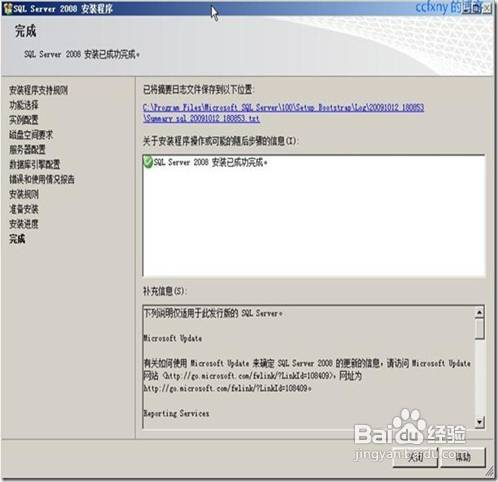 SQL Server 2008 安装程序
ccfxny 的
完成
SQL Server 2008 安装已成功完成。
安装程序支持规则
功能选择
实例配置
磁盘空间要求
服务器配置
数据库引擎配置
错误和使用情况报告
安装规则
准备安装
安装进度
完成
已将摘要日志文件保存到以下位置:
C:\Program Files\Microsoft SQL Server\100\Setup Bootstrap\Log\20091012_180853
\Summary_sql_20091012_180853.txt
关于安装程序操作或可能的随后步骤的信息(I):
SQL Server 2008 安装已成功完成。
补充信息(S):
下列说明仅适用于此发行版的 SQL Server。
Microsoft Update
有关如何使用 Microsoft Update 来确定 SQL Server 2008 的更新的信息,请访问 Microsoft Update
网站 <http://go.microsoft.com/fwlink/?LinkId=108409>,网址为
http://go.microsoft.com/fwlink/?LinkId=108409。
Reporting Services
Baidu 经验
jingyan.baidu.com
关闭
帮助